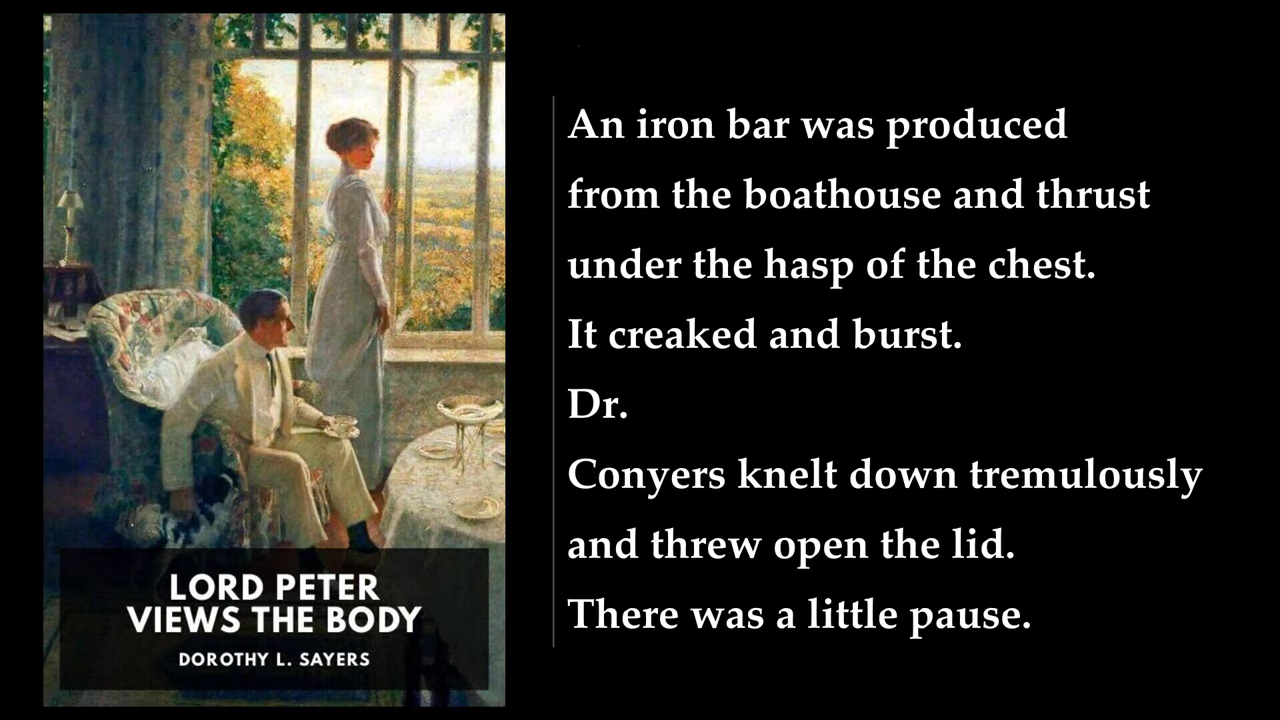 LORD PETER
VIEWS THE BODY
DOROTHY L. SAYERS
An iron bar was produced
from the boathouse and thrust
under the hasp of the chest.
It creaked and burst.
Dr.
Conyers knelt down tremulously
and threw open the lid.
There was a little pause.